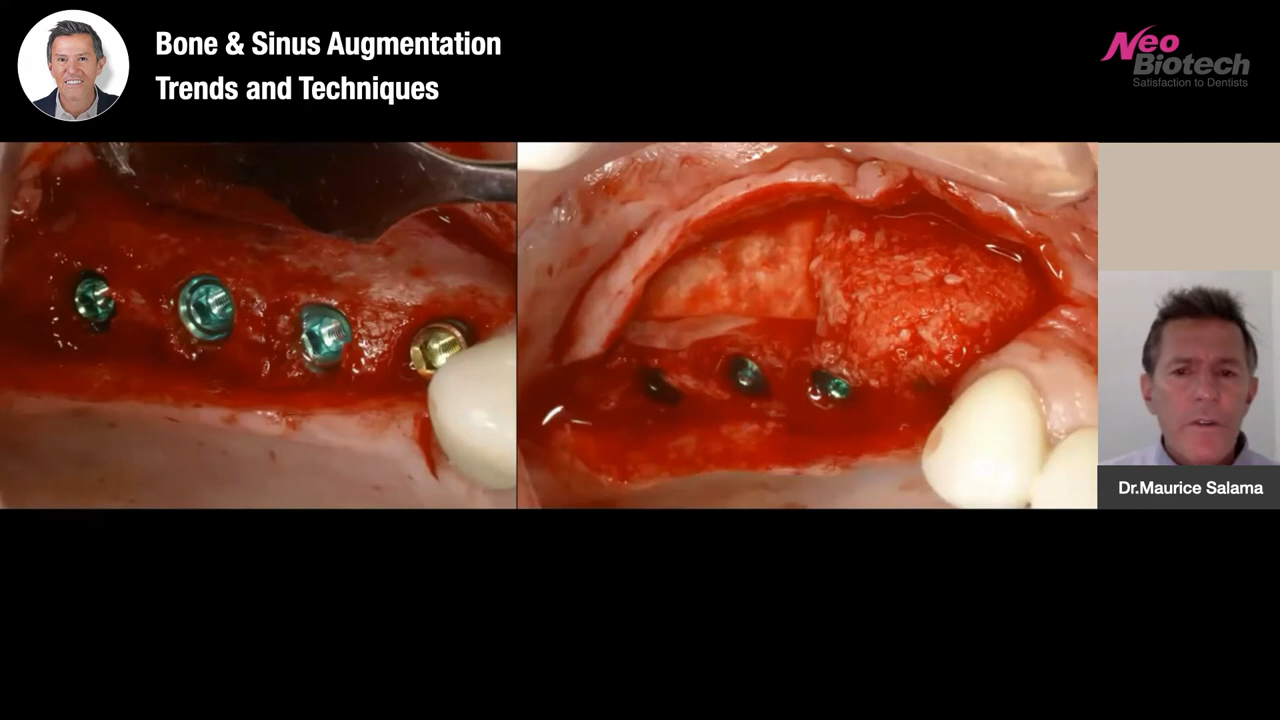 Bone & Sinus Augmentation
Trends and Techniques
Neo
Biotech
Satisfaction to Dentists
Dr.Maurice Salama